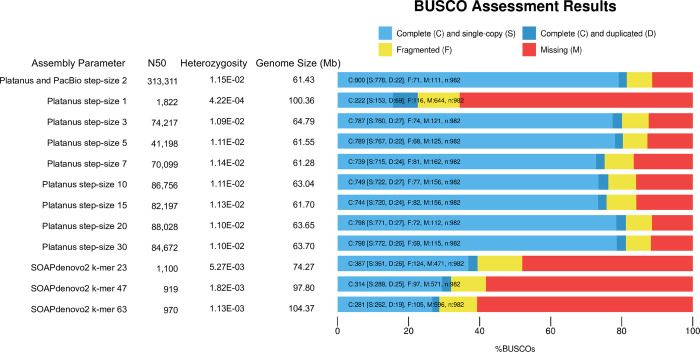 BUSCO Assessment Results
Complete (C) and single-copy (S) Complete (C) and duplicated (D)
Fragmented (F) Missing (M)
Assembly Parameter N50 Heterozygosity Genome Size (Mb)
Platanus and PacBio step-size 2 313,311 1.15E-02 61.43 C:800 [S:778, D:22], F:71, M:111, n:982
Platanus step-size 1 1,822 4.22E-04 100.36 C:222 [S:153, D:69], F:116, M:644, n:982
Platanus step-size 3 74,217 1.09E-02 64.79 C:787 [S:760, D:27], F:74, M:121, n:982
Platanus step-size 5 41,198 1.11E-02 61.55 C:789 [S:767, D:22], F:68, M:125, n:982
Platanus step-size 7 70,099 1.14E-02 61.28 C:739 [S:715, D:24], F:81, M:162, n:982
Platanus step-size 10 86,756 1.11E-02 63.04 C:749 [S:722, D:27], F:77, M:156, n:982
Platanus step-size 15 82,197 1.13E-02 61.70 C:744 [S:720, D:24], F:82, M:156, n:982
Platanus step-size 20 88,028 1.10E-02 63.65 C:798 [S:771, D:27], F:72, M:112, n:982
Platanus step-size 30 84,672 1.10E-02 63.70 C:798 [S:772, D:26], F:69, M:115, n:982
SOAPdenovo2 k-mer 23 1,100 5.27E-03 74.27 C:387 [S:361, D:26], F:124, M:471, n:982
SOAPdenovo2 k-mer 47 919 1.82E-03 97.80 C:314 [S:289, D:25], F:97, M:571, n:982
SOAPdenovo2 k-mer 63 970 1.13E-03 104.37 C:281 [S:262, D:19], F:105, M:596, n:982
0 20 40 60 80 100
%BUSCOs